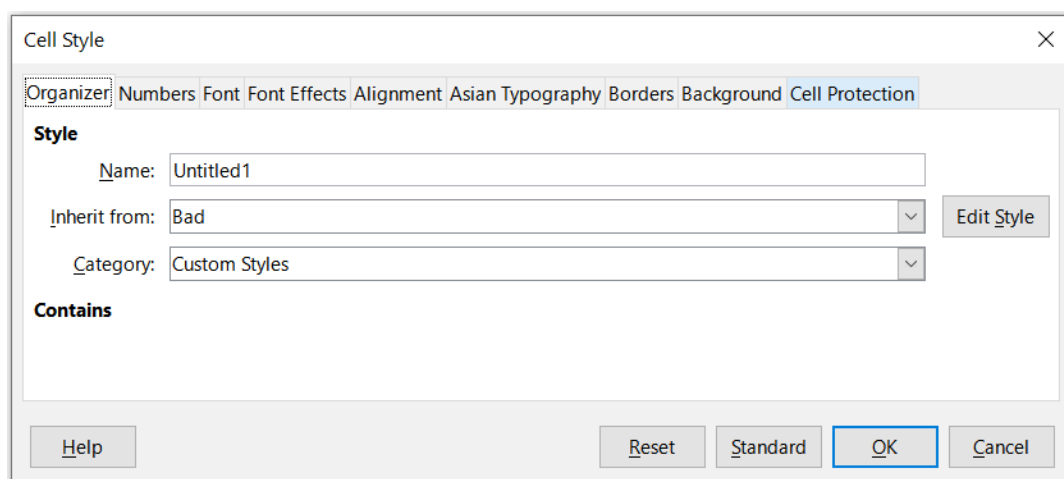 Cell Style
Organizer Numbers Font Font Effects Alignment Asian Typography Borders Background Cell Protection
Style
Name: Untitled1
Inherit from: Bad Edit Style
Category: Custom Styles
Contains
Help Reset Standard OK Cancel